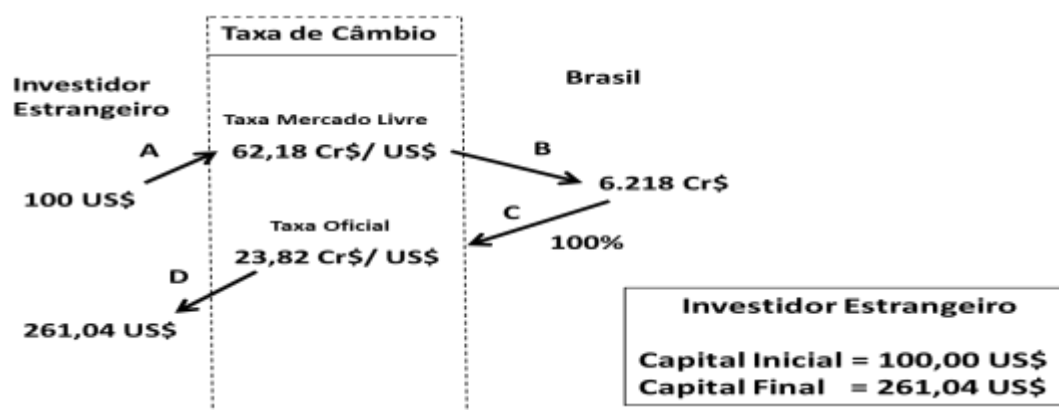 Taxa de Câmbio
Investidor
Estrangeiro
Brasil
Taxa Mercado Livre
A
62,18 Cr$/ US$
B
100 US$
6.218 Cr$
C
Taxa Oficial
100%
23,82 Cr$/ US$
D
261,04 US$
Investidor Estrangeiro
Capital Inicial = 100,00 US$
Capital Final = 261,04 US$